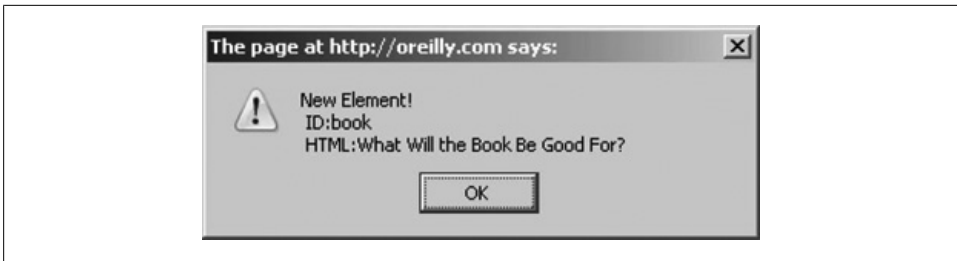 The page at http://oreilly.com says:
New Element!
ID:book
HTML:What Will the Book Be Good For?
OK